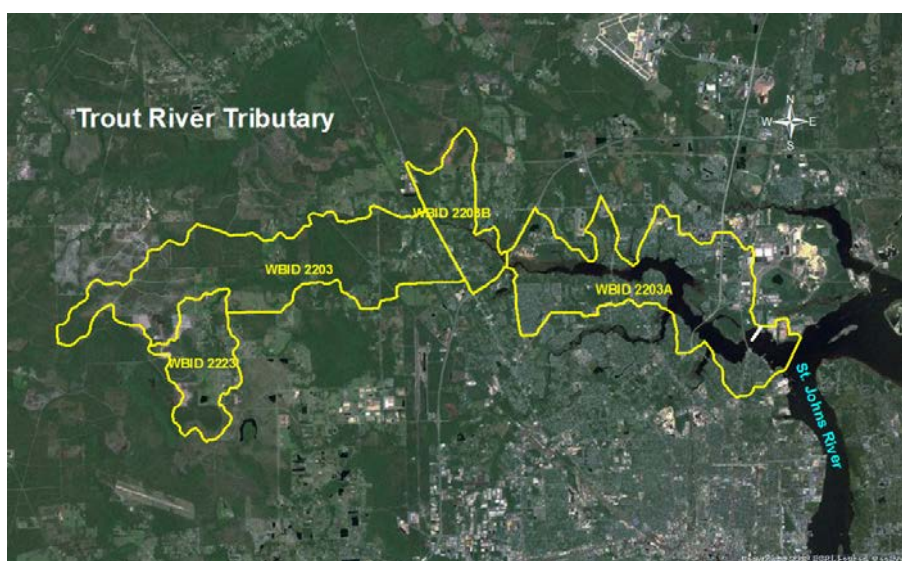 Trout River Tributary
N
W E
S
WBID 2203B
WBID 2203
WBID 2203A
WBID 2223
St. Johns River